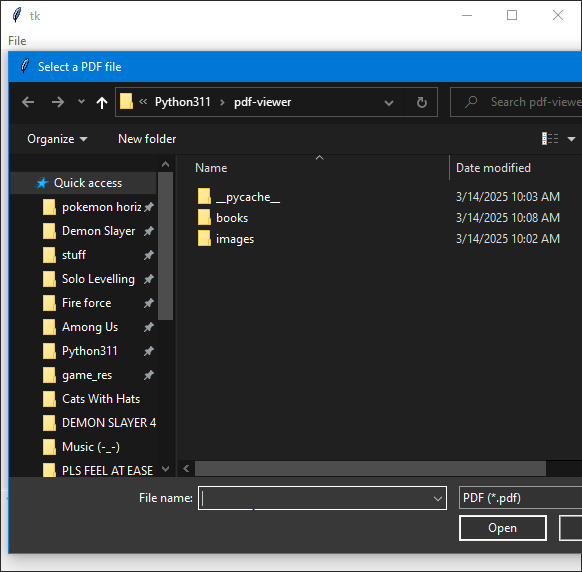 tk
File
Select a PDF file
« Python311 › pdf-viewer
Search pdf-viewe
Organize
New folder
Name
Date modified
Quick access
pokemon horiz
Demon Slayer
stuff
Solo Levelling
Fire force
Among Us
Python311
game_res
Cats With Hats
DEMON SLAYER 4
Music (-_-)
PLS FEEL AT EASE
__pycache__ 3/14/2025 10:03 AM
books 3/14/2025 10:08 AM
images 3/14/2025 10:02 AM
File name:
PDF (*.pdf)
Open